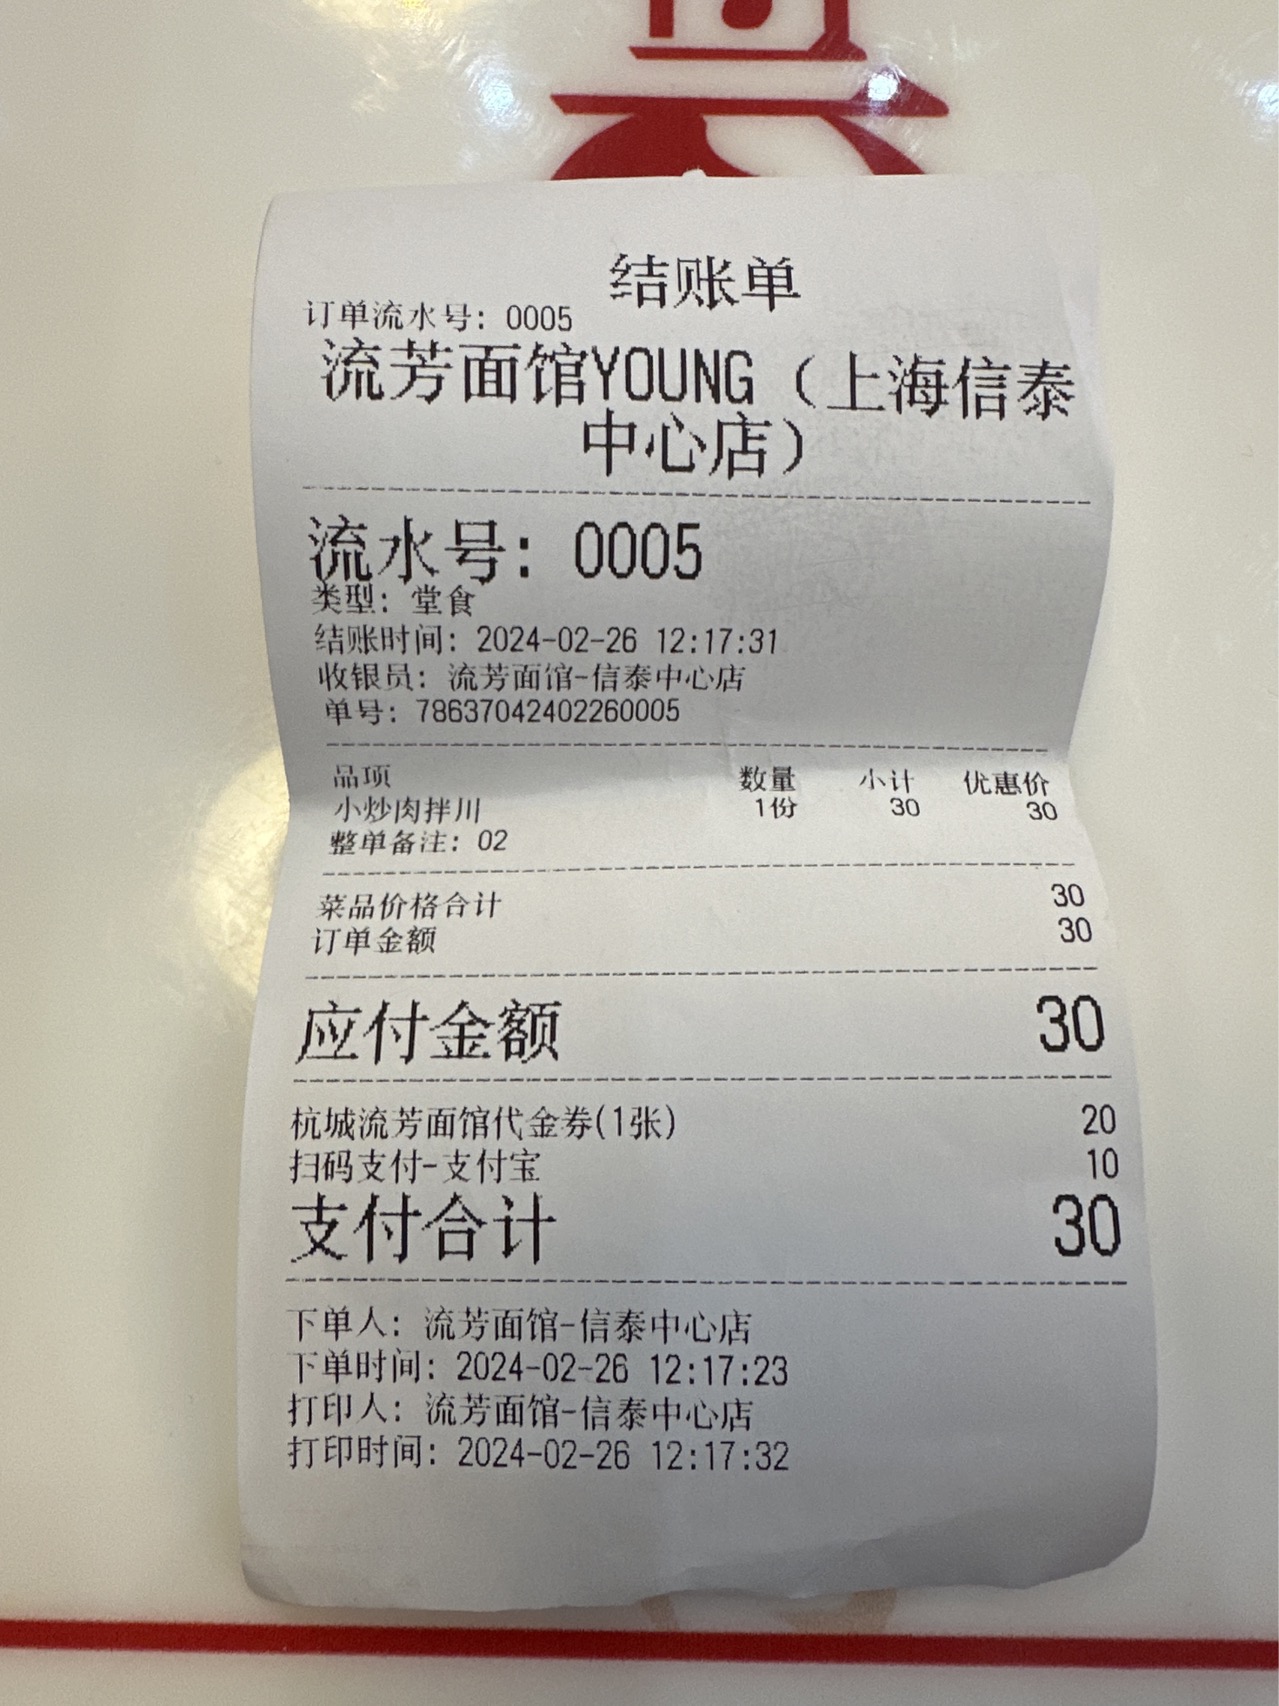 结账单
订单流水号: 0005
流芳面馆YOUNG（上海信泰
中心店）
流水号: 0005
类型: 堂食
结账时间: 2024-02-26 12:17:31
收银员: 流芳面馆-信泰中心店
单号: 78637042402260005
品项 数量 小计 优惠价
小炒肉拌川 1份 30 30
整单备注: 02
菜品价格合计 30
订单金额 30
应付金额 30
杭城流芳面馆代金券(1张) 20
扫码支付-支付宝 10
支付合计 30
下单人: 流芳面馆-信泰中心店
下单时间: 2024-02-26 12:17:23
打印人: 流芳面馆-信泰中心店
打印时间: 2024-02-26 12:17:32